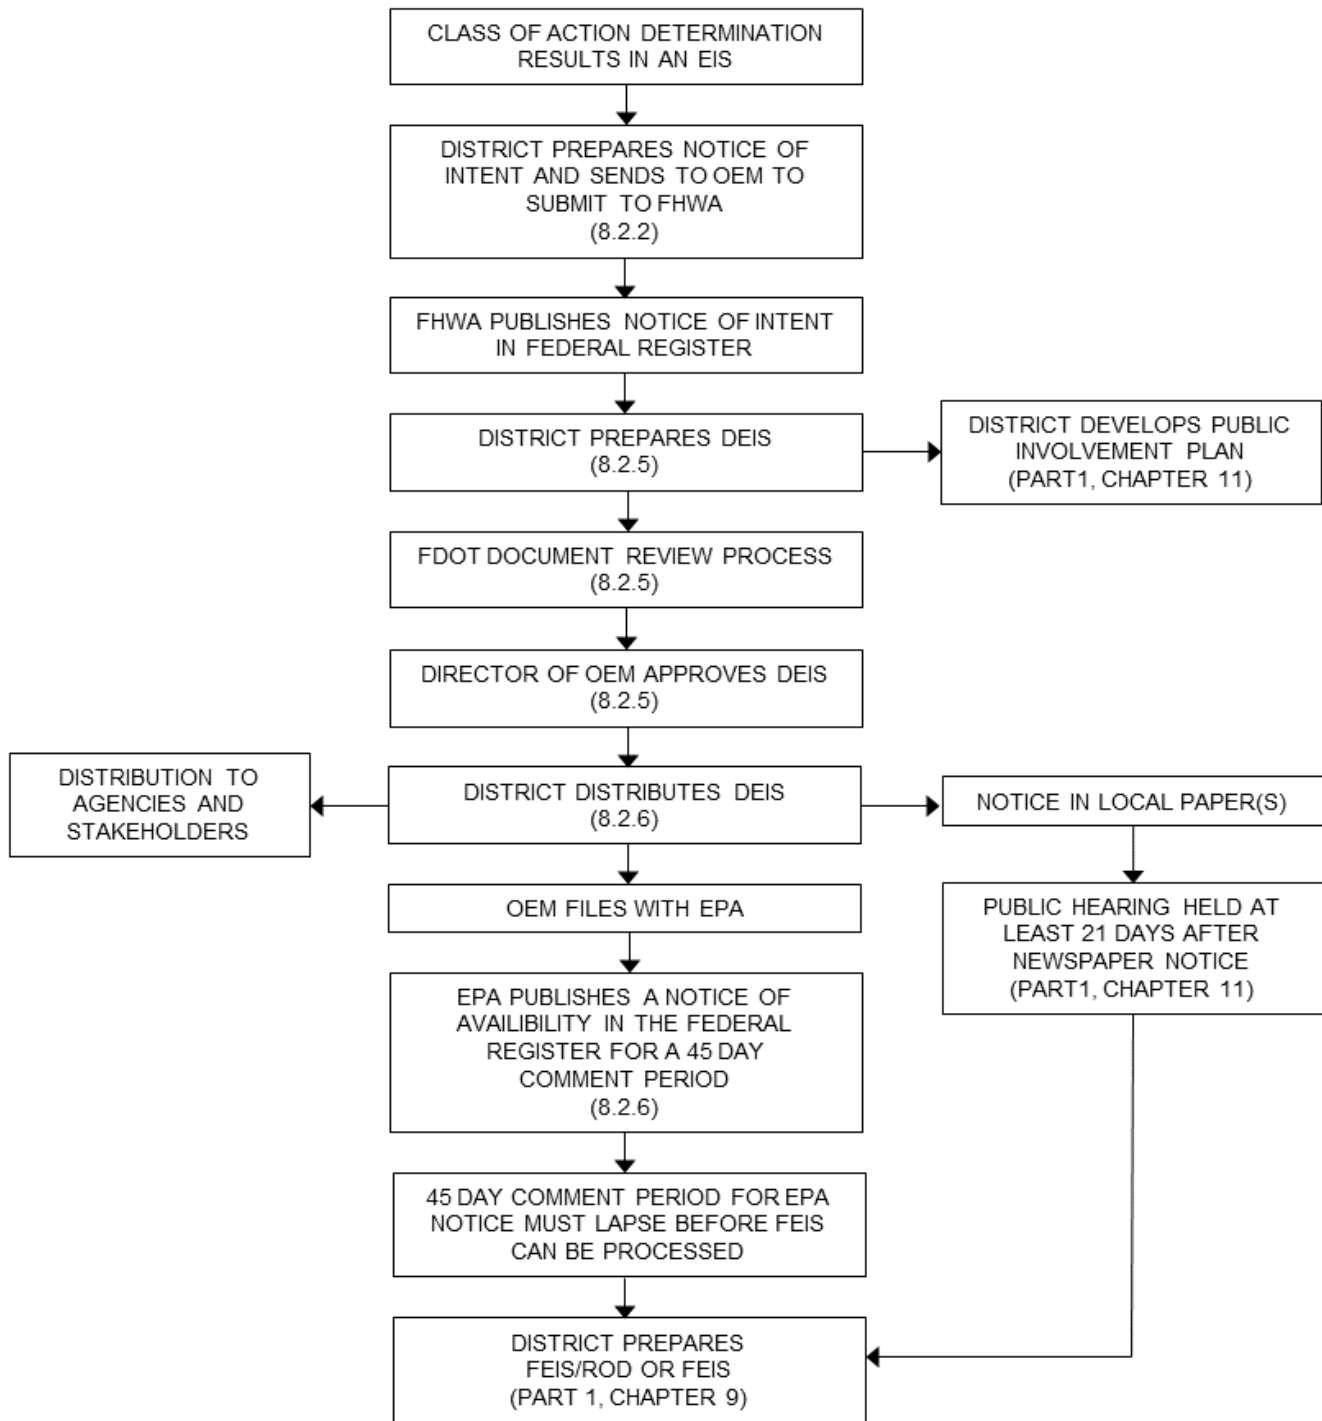 CLASS OF ACTION DETERMINATION
RESULTS IN AN EIS
DISTRICT PREPARES NOTICE OF
INTENT AND SENDS TO OEM TO
SUBMIT TO FHWA
(8.2.2)
FHWA PUBLISHES NOTICE OF INTENT
IN FEDERAL REGISTER
DISTRICT PREPARES DEIS
(8.2.5)
DISTRICT DEVELOPS PUBLIC
INVOLVEMENT PLAN
(PART1, CHAPTER 11)
FDOT DOCUMENT REVIEW PROCESS
(8.2.5)
DIRECTOR OF OEM APPROVES DEIS
(8.2.5)
DISTRIBUTION TO
AGENCIES AND
STAKEHOLDERS
DISTRICT DISTRIBUTES DEIS
(8.2.6)
NOTICE IN LOCAL PAPER(S)
OEM FILES WITH EPA
PUBLIC HEARING HELD AT
LEAST 21 DAYS AFTER
NEWSPAPER NOTICE
(PART1, CHAPTER 11)
EPA PUBLISHES A NOTICE OF
AVAILIBILITY IN THE FEDERAL
REGISTER FOR A 45 DAY
COMMENT PERIOD
(8.2.6)
45 DAY COMMENT PERIOD FOR EPA
NOTICE MUST LAPSE BEFORE FEIS
CAN BE PROCESSED
DISTRICT PREPARES
FEIS/ROD OR FEIS
(PART 1, CHAPTER 9)